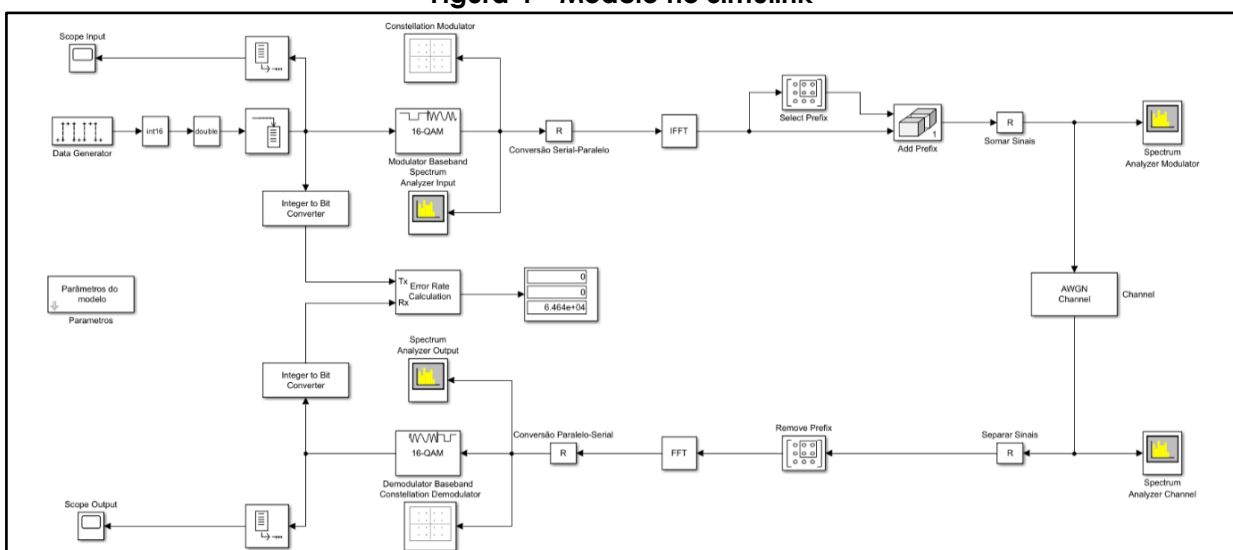 Figura 4 - Modelo no simulink
Scope Input
Constellation Modulator
Data Generator
int16
double
16-QAM
Modulator Baseband
Spectrum
Analyzer Input
R
Conversão Serial-Paralelo
IFFT
Select Prefix
1
Add Prefix
R
Somar Sinais
Spectrum
Analyzer Modulator
Integer to Bit
Converter
Parâmetros do
modelo
Parametros
Tx
Rx
Error Rate
Calculation
0
0
6.464e+04
AWGN
Channel
Channel
Spectrum
Analyzer Output
Integer to Bit
Converter
16-QAM
Demodulator Baseband
Constellation Demodulator
Conversão Paralelo-Serial
R
FFT
Remove Prefix
Separar Sinais
R
Spectrum
Analyzer Channel
Scope Output